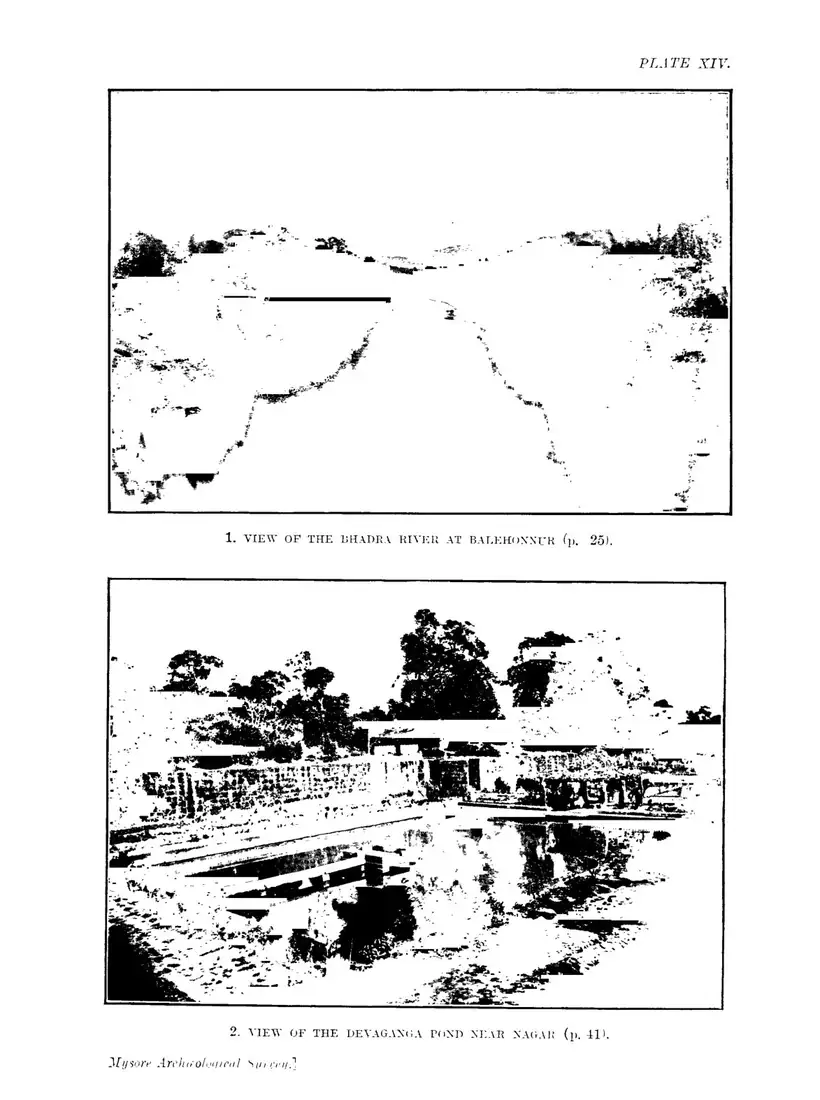 PLATE XIV.
1. VIEW OF THE BHADRA RIVER AT BALEHONNUR (p. 25).
2. VIEW OF THE DEVAGANGA POND NEAR NAGAR (p. 41).
Mysore Archæological Survey.]